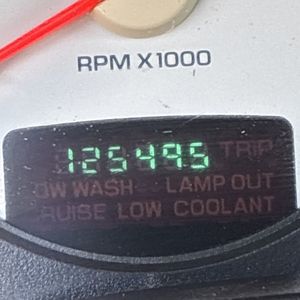 RPM X1000
125495 TRIP
OW WASH LAMP OUT
RUISE LOW COOLANT